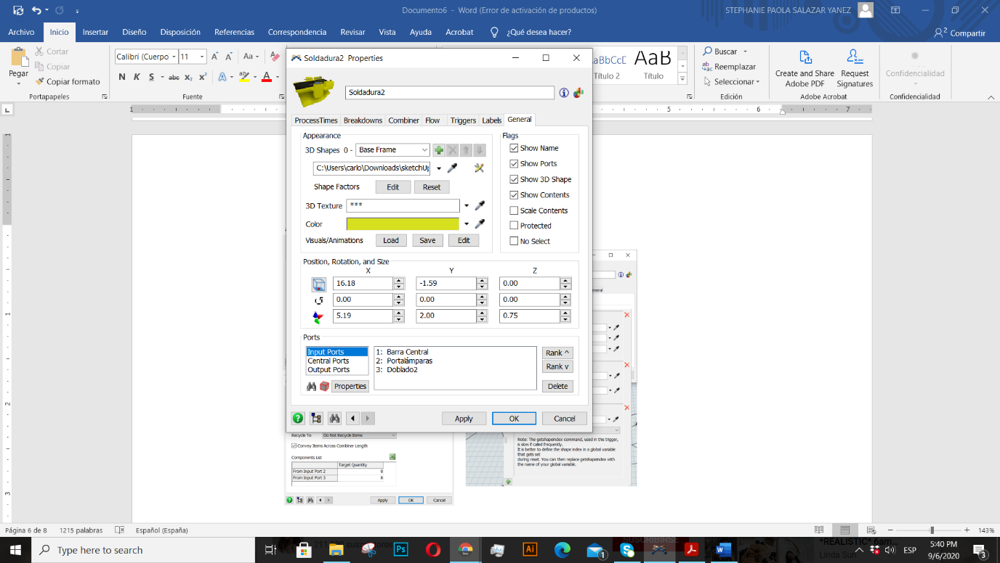 Documento6 - Word (Error de activación de productos)
STEPHANIE PAOLA SALAZAR YANEZ
Archivo Inicio Insertar Diseño Disposición Referencias Correspondencia Revisar Vista Ayuda Acrobat ¿Qué desea hacer? Compartir
Pegar
Cortar
Copiar
Copiar formato
Portapapeles
Calibri (Cuerpo 11 A A Aa
N K S abc x₂ x² A ab A
Fuente
AaBbCcD AaB
Título 2 Título
Buscar
Reemplazar
Seleccionar
Edición
Create and Share Adobe PDF
Request Signatures
Adobe Acrobat
Confidencialidad
Confidencialidad
Soldadura2 Properties
Soldadura2
ProcessTimes Breakdowns Combiner Flow Triggers Labels General
Appearance
3D Shapes 0 - Base Frame
C:\Users\carlo\Downloads\sketchUp
Shape Factors Edit Reset
3D Texture ***
Color
Visuals/Animations Load Save Edit
Flags
Show Name
Show Ports
Show 3D Shape
Show Contents
Scale Contents
Protected
No Select
Position, Rotation, and Size
X Y Z
16.18 -1.59 0.00
0.00 0.00 0.00
5.19 2.00 0.75
Ports
Input Ports
Central Ports
Output Ports
Properties
1: Barra Central
2: Portalámparas
3: Doblado2
Rank ^
Rank v
Delete
Apply OK Cancel
Recycle To Do Not Recycle Items
Convey Items Across Combiner Length
Components List
Target Quantity
From Input Port 2 8
From Input Port 3 8
Apply OK Cancel
Note: The getshapeindex command, used in this trigger,
is slow if called frequently.
It is better to define the shape index in a global variable
that gets set
during reset. You can then replace getshapeindex with
the name of your global variable.
Página 6 de 8 1215 palabras Español (España) 143%
Type here to search
SUSCRIBIRSE
*REALISTIC* 6am...
ESP
5:40 PM
9/6/2020